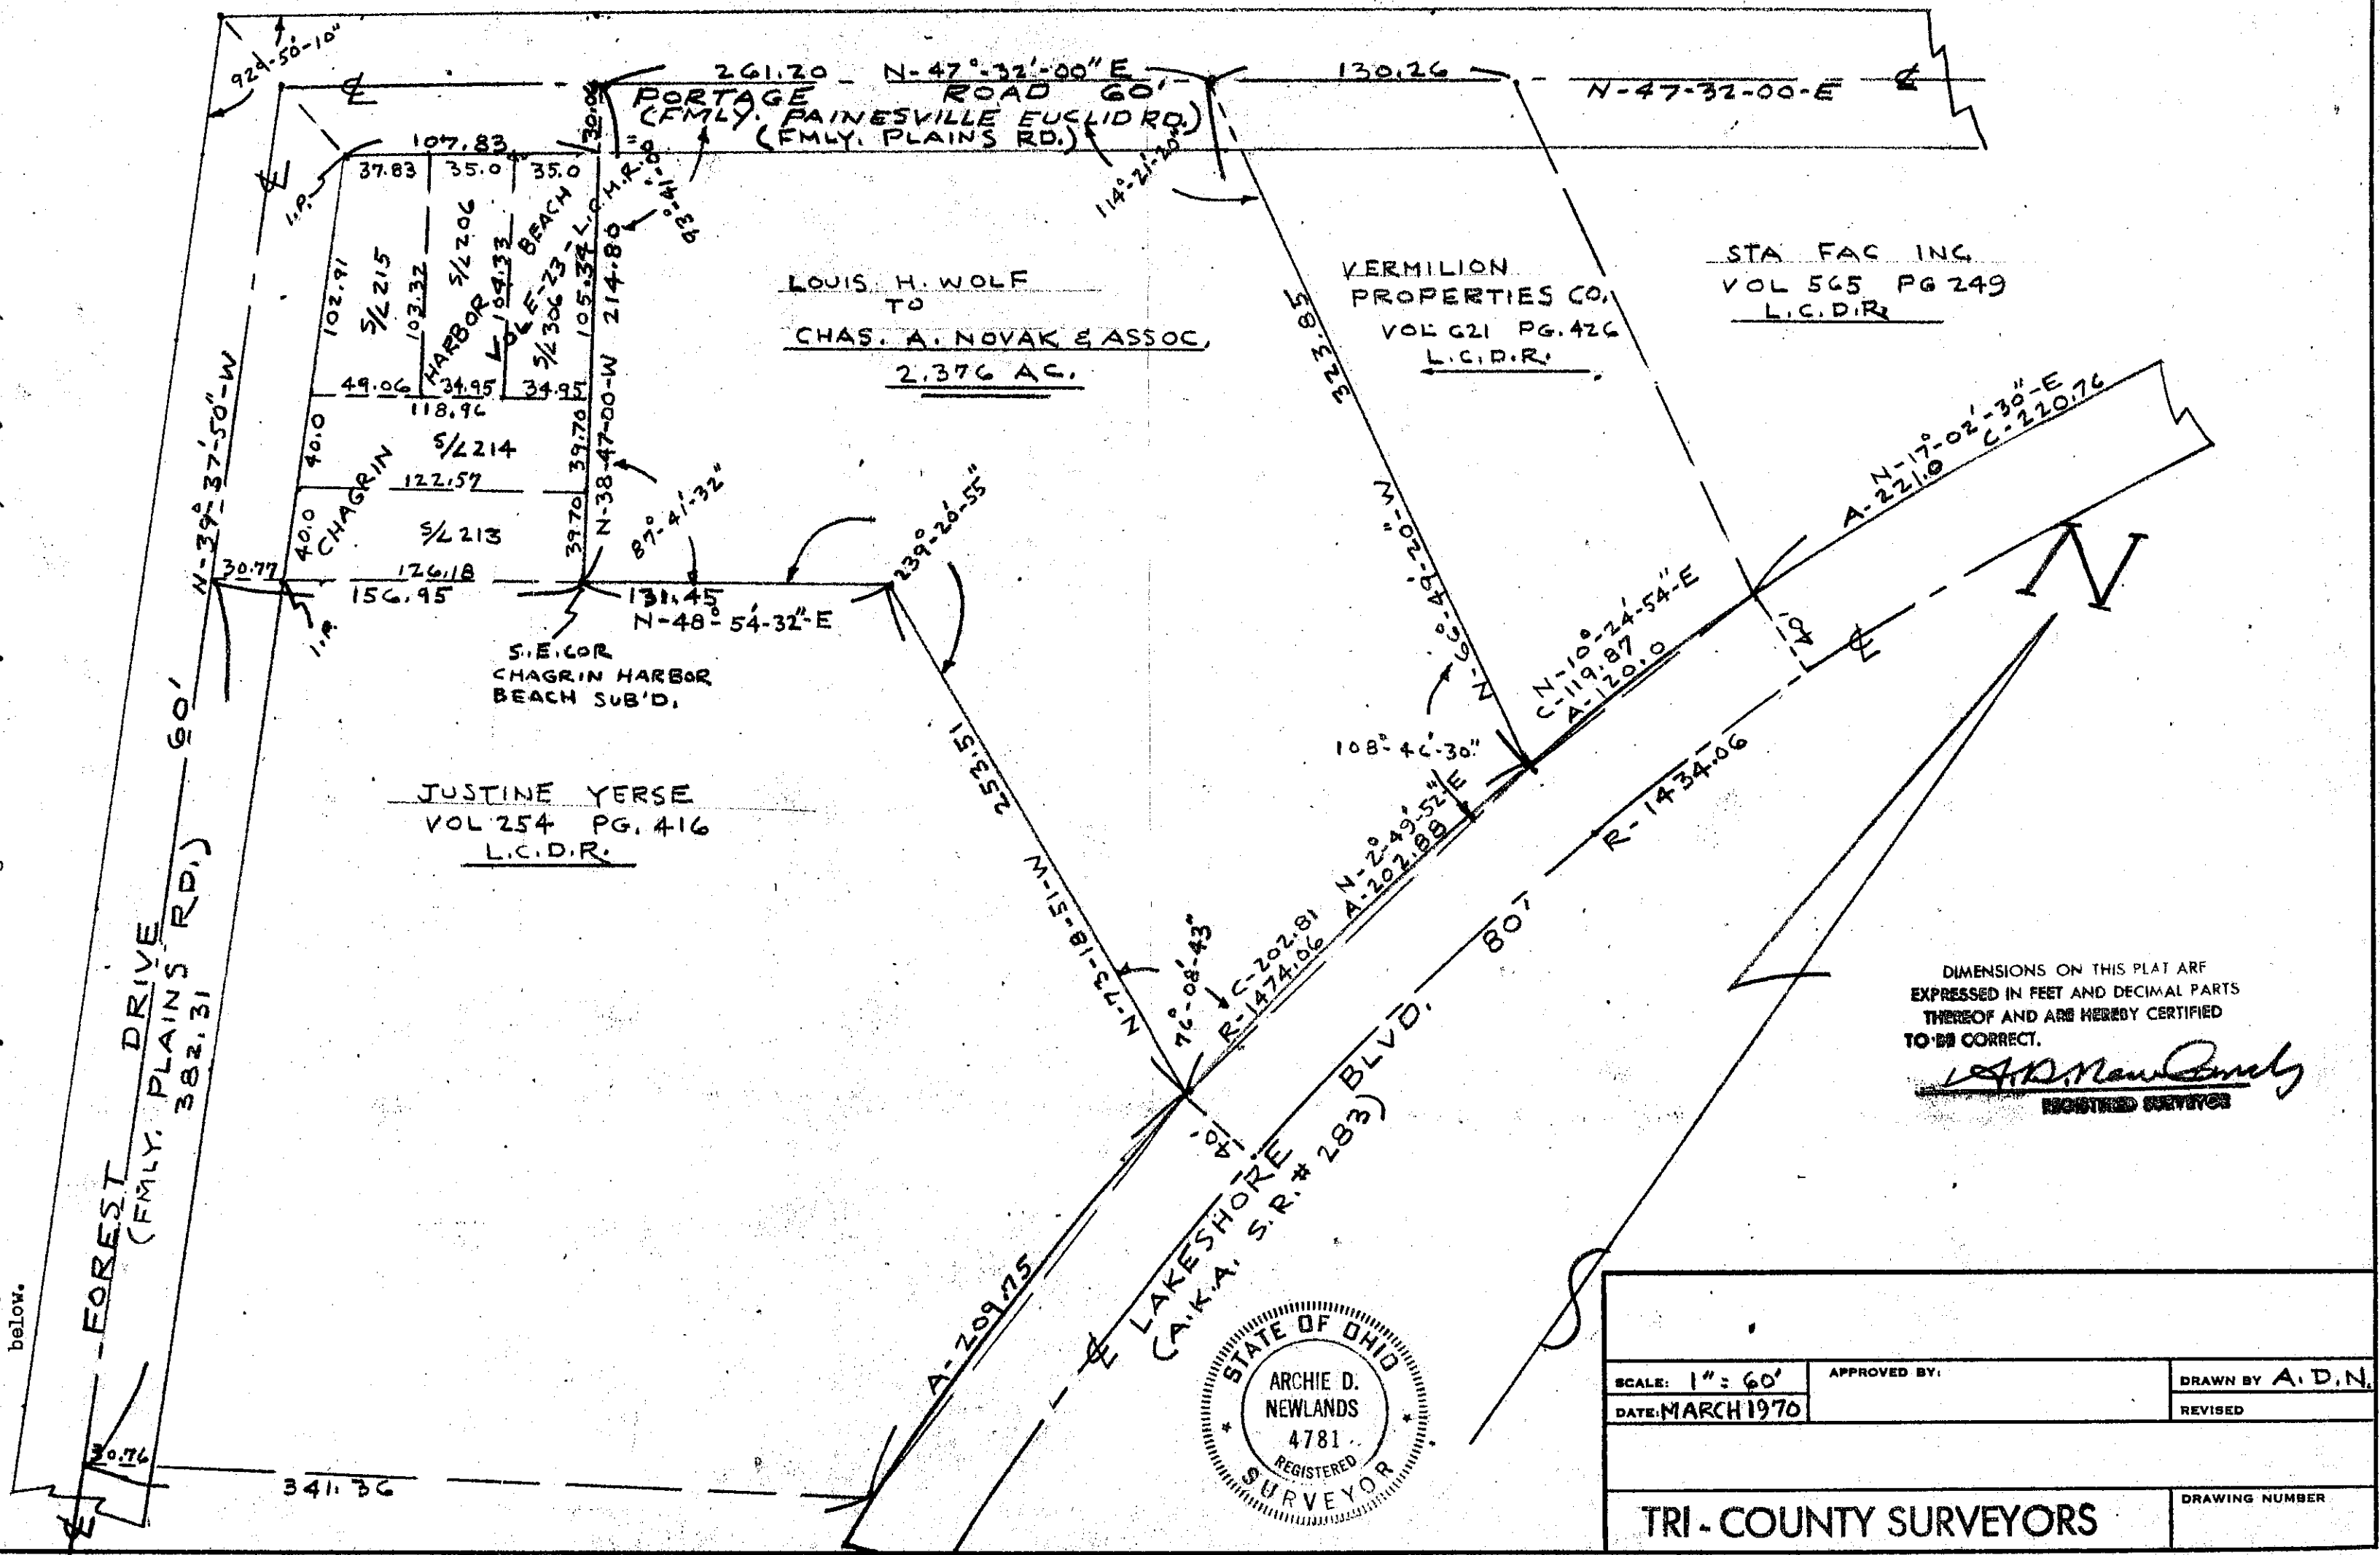 92°-50'-10"
℄
261.20 N-47°-32'-00" E
130.26
N-47-32-00-E ℄
PORTAGE ROAD 60'
(FMLY. PAINESVILLE EUCLID RD.)
(FMLY. PLAINS RD.)
30.06
107.83
37.83 35.0 35.0
℄
I.P.
93°-41'-00"
114°-21'-20"
102.91
S/L 215
103.32
S/L 206
104.33
S/L 306
105.34
CHAGRIN HARBOR BEACH
L.C.M.R.
N-38-47-00-W 214.80
49.06 34.95 34.95
118.96
40.0
S/L 214
39.70
122.57
40.0
S/L 213
39.70
126.18
30.77
156.95
I.P.
N-39°-37'-50"-W
LOUIS H. WOLF
TO
CHAS. A. NOVAK & ASSOC.
2.376 AC.
VERMILION
PROPERTIES CO.
VOL 621 PG. 426
L.C.D.R.
STA FAC INC
VOL 565 PG 249
L.C.D.R.
323.85
N-66°-49'-20"-W
N-17°-02'-30"-E
C-220.76
A-221.0
87°-41'-32"
239°-20'-55"
131.45
N-48°-54'-32"-E
S.E. COR
CHAGRIN HARBOR
BEACH SUB'D.
N-10°-24'-54"-E
C-119.87
A-120.0
40'
℄
N
108°-46'-30"
253.51
N-73-18-51-W
JUSTINE YERSE
VOL 254 PG. 416
L.C.D.R.
N-2°-49'-52"-E
A-202.88
C-202.81
R-1474.06
R-1434.06
76°-08'-43"
80'
40'
LAKESHORE BLVD.
(A.K.A. S.R. # 283)
℄
FOREST DRIVE 60'
(FMLY. PLAINS RD.)
382.31
A-209.75
30.76
341.36
℄
below.
S
DIMENSIONS ON THIS PLAT ARE
EXPRESSED IN FEET AND DECIMAL PARTS
THEREOF AND ARE HEREBY CERTIFIED
TO BE CORRECT.
REGISTERED SURVEYOR
STATE OF OHIO
ARCHIE D.
NEWLANDS
4781
REGISTERED
SURVEYOR
SCALE: 1" = 60'
APPROVED BY:
DRAWN BY A.D.N.
DATE: MARCH 1970
REVISED
TRI-COUNTY SURVEYORS
DRAWING NUMBER